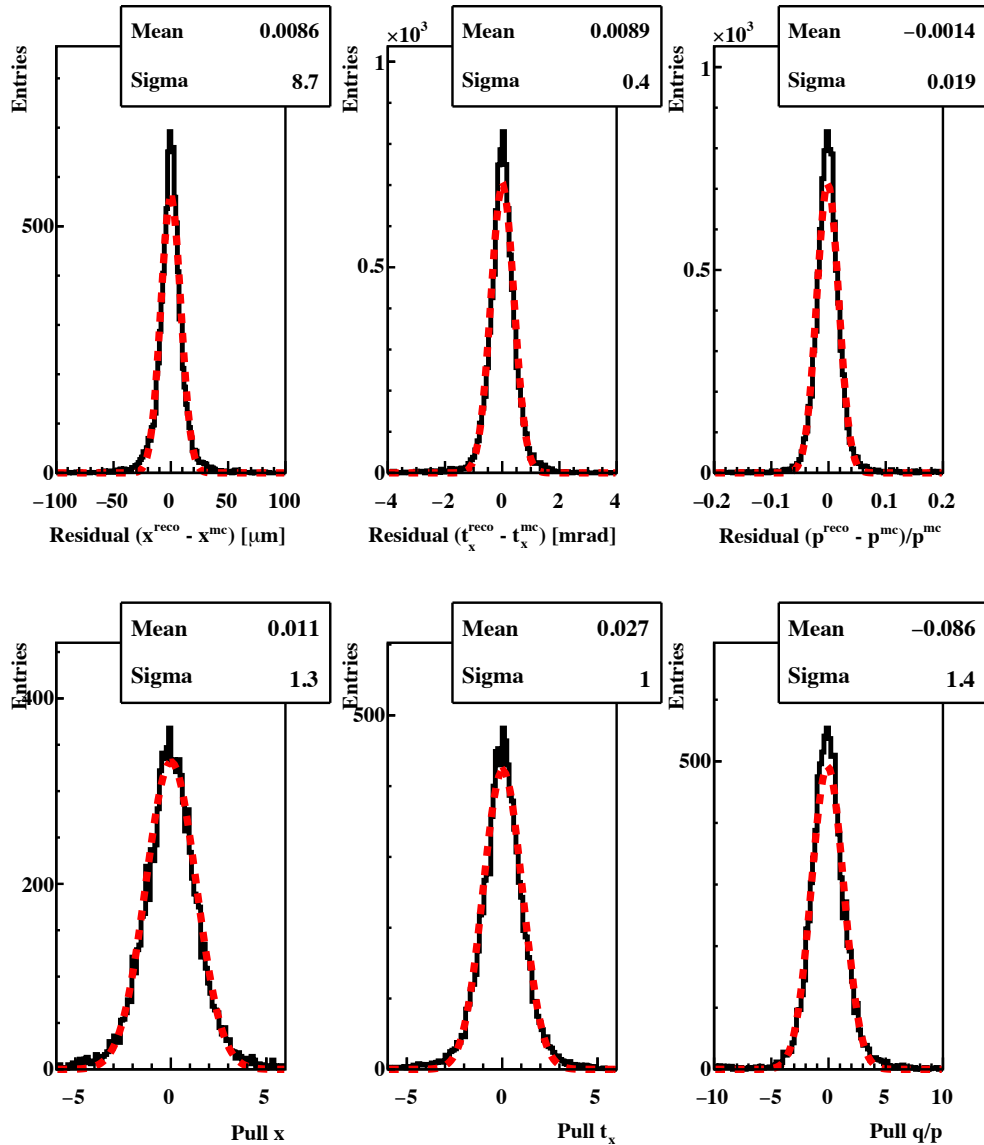 Mean 0.0086
Sigma 8.7
Entries
500
0
−100 −50 0 50 100
Residual (x^reco - x^mc) [μm]
×10^3
Mean 0.0089
Sigma 0.4
Entries
1
0.5
0
−4 −2 0 2 4
Residual (t_x^reco - t_x^mc) [mrad]
×10^3
Mean −0.0014
Sigma 0.019
Entries
1
0.5
0
−0.2 −0.1 0 0.1 0.2
Residual (p^reco - p^mc)/p^mc
Mean 0.011
Sigma 1.3
Entries
400
200
0
−5 0 5
Pull x
Mean 0.027
Sigma 1
Entries
500
0
−5 0 5
Pull t_x
Mean −0.086
Sigma 1.4
Entries
500
0
−10 −5 0 5 10
Pull q/p